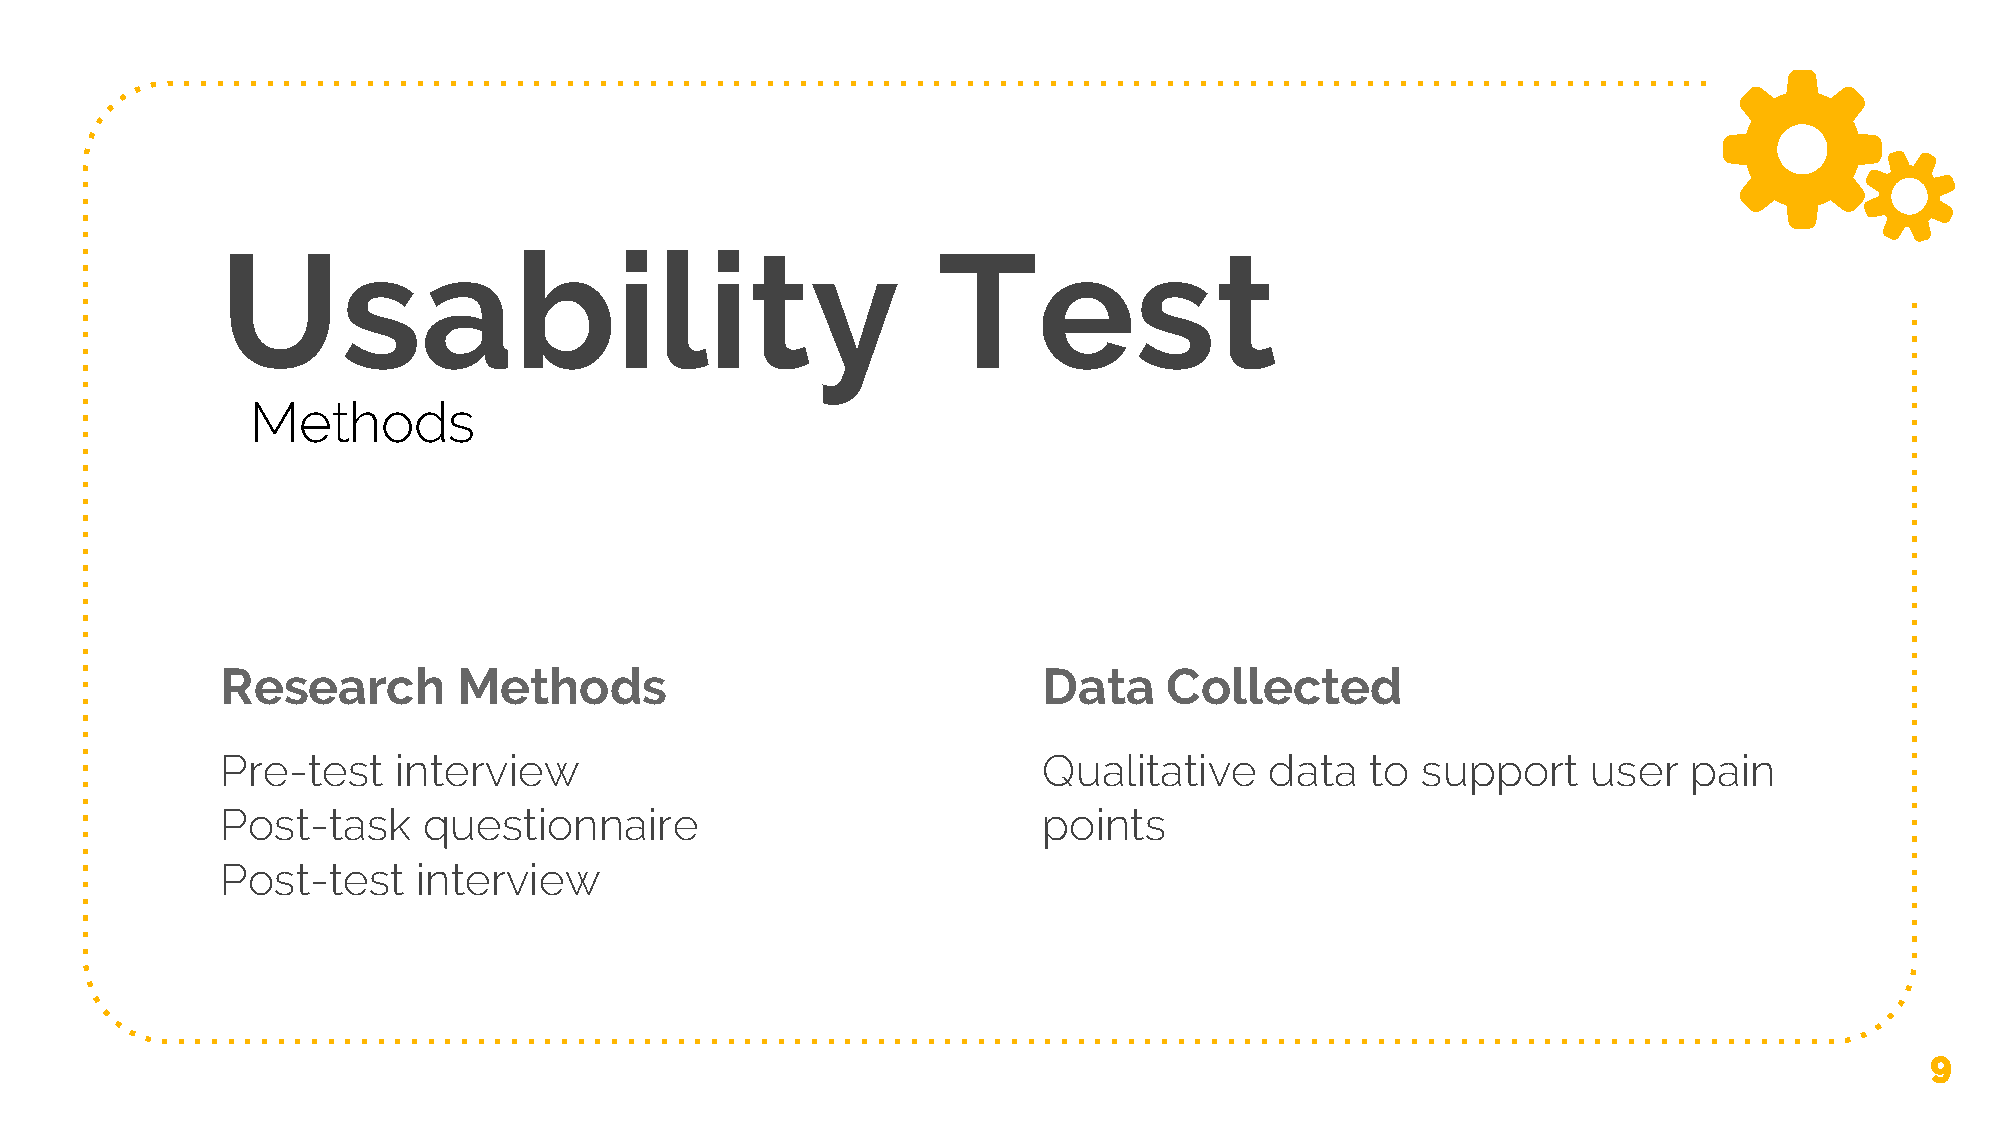 Usability Test
Methods
Research Methods
Pre-test interview
Post-task questionnaire
Post-test interview
Data Collected
Qualitative data to support user pain
points
9